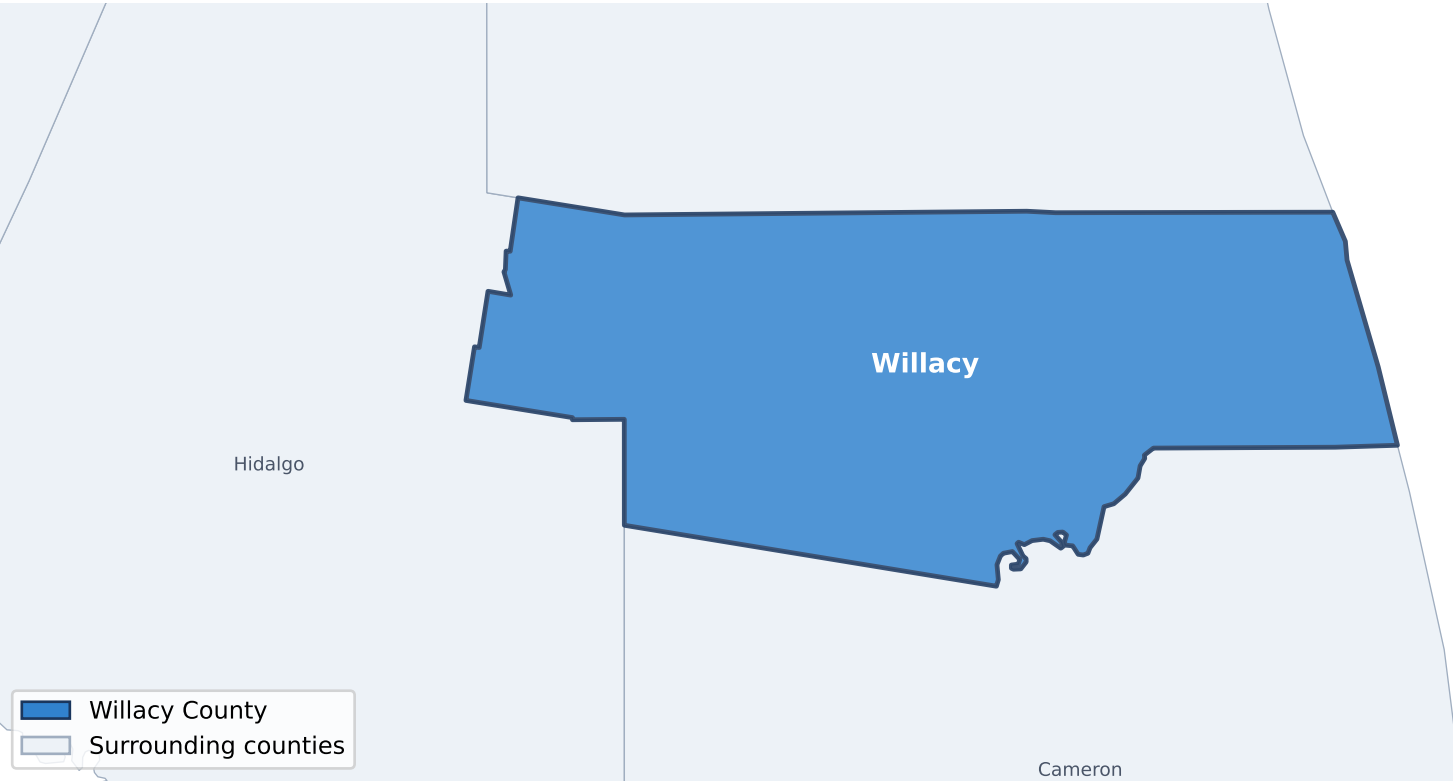 Willacy
Hidalgo
Willacy County
Surrounding counties
Cameron